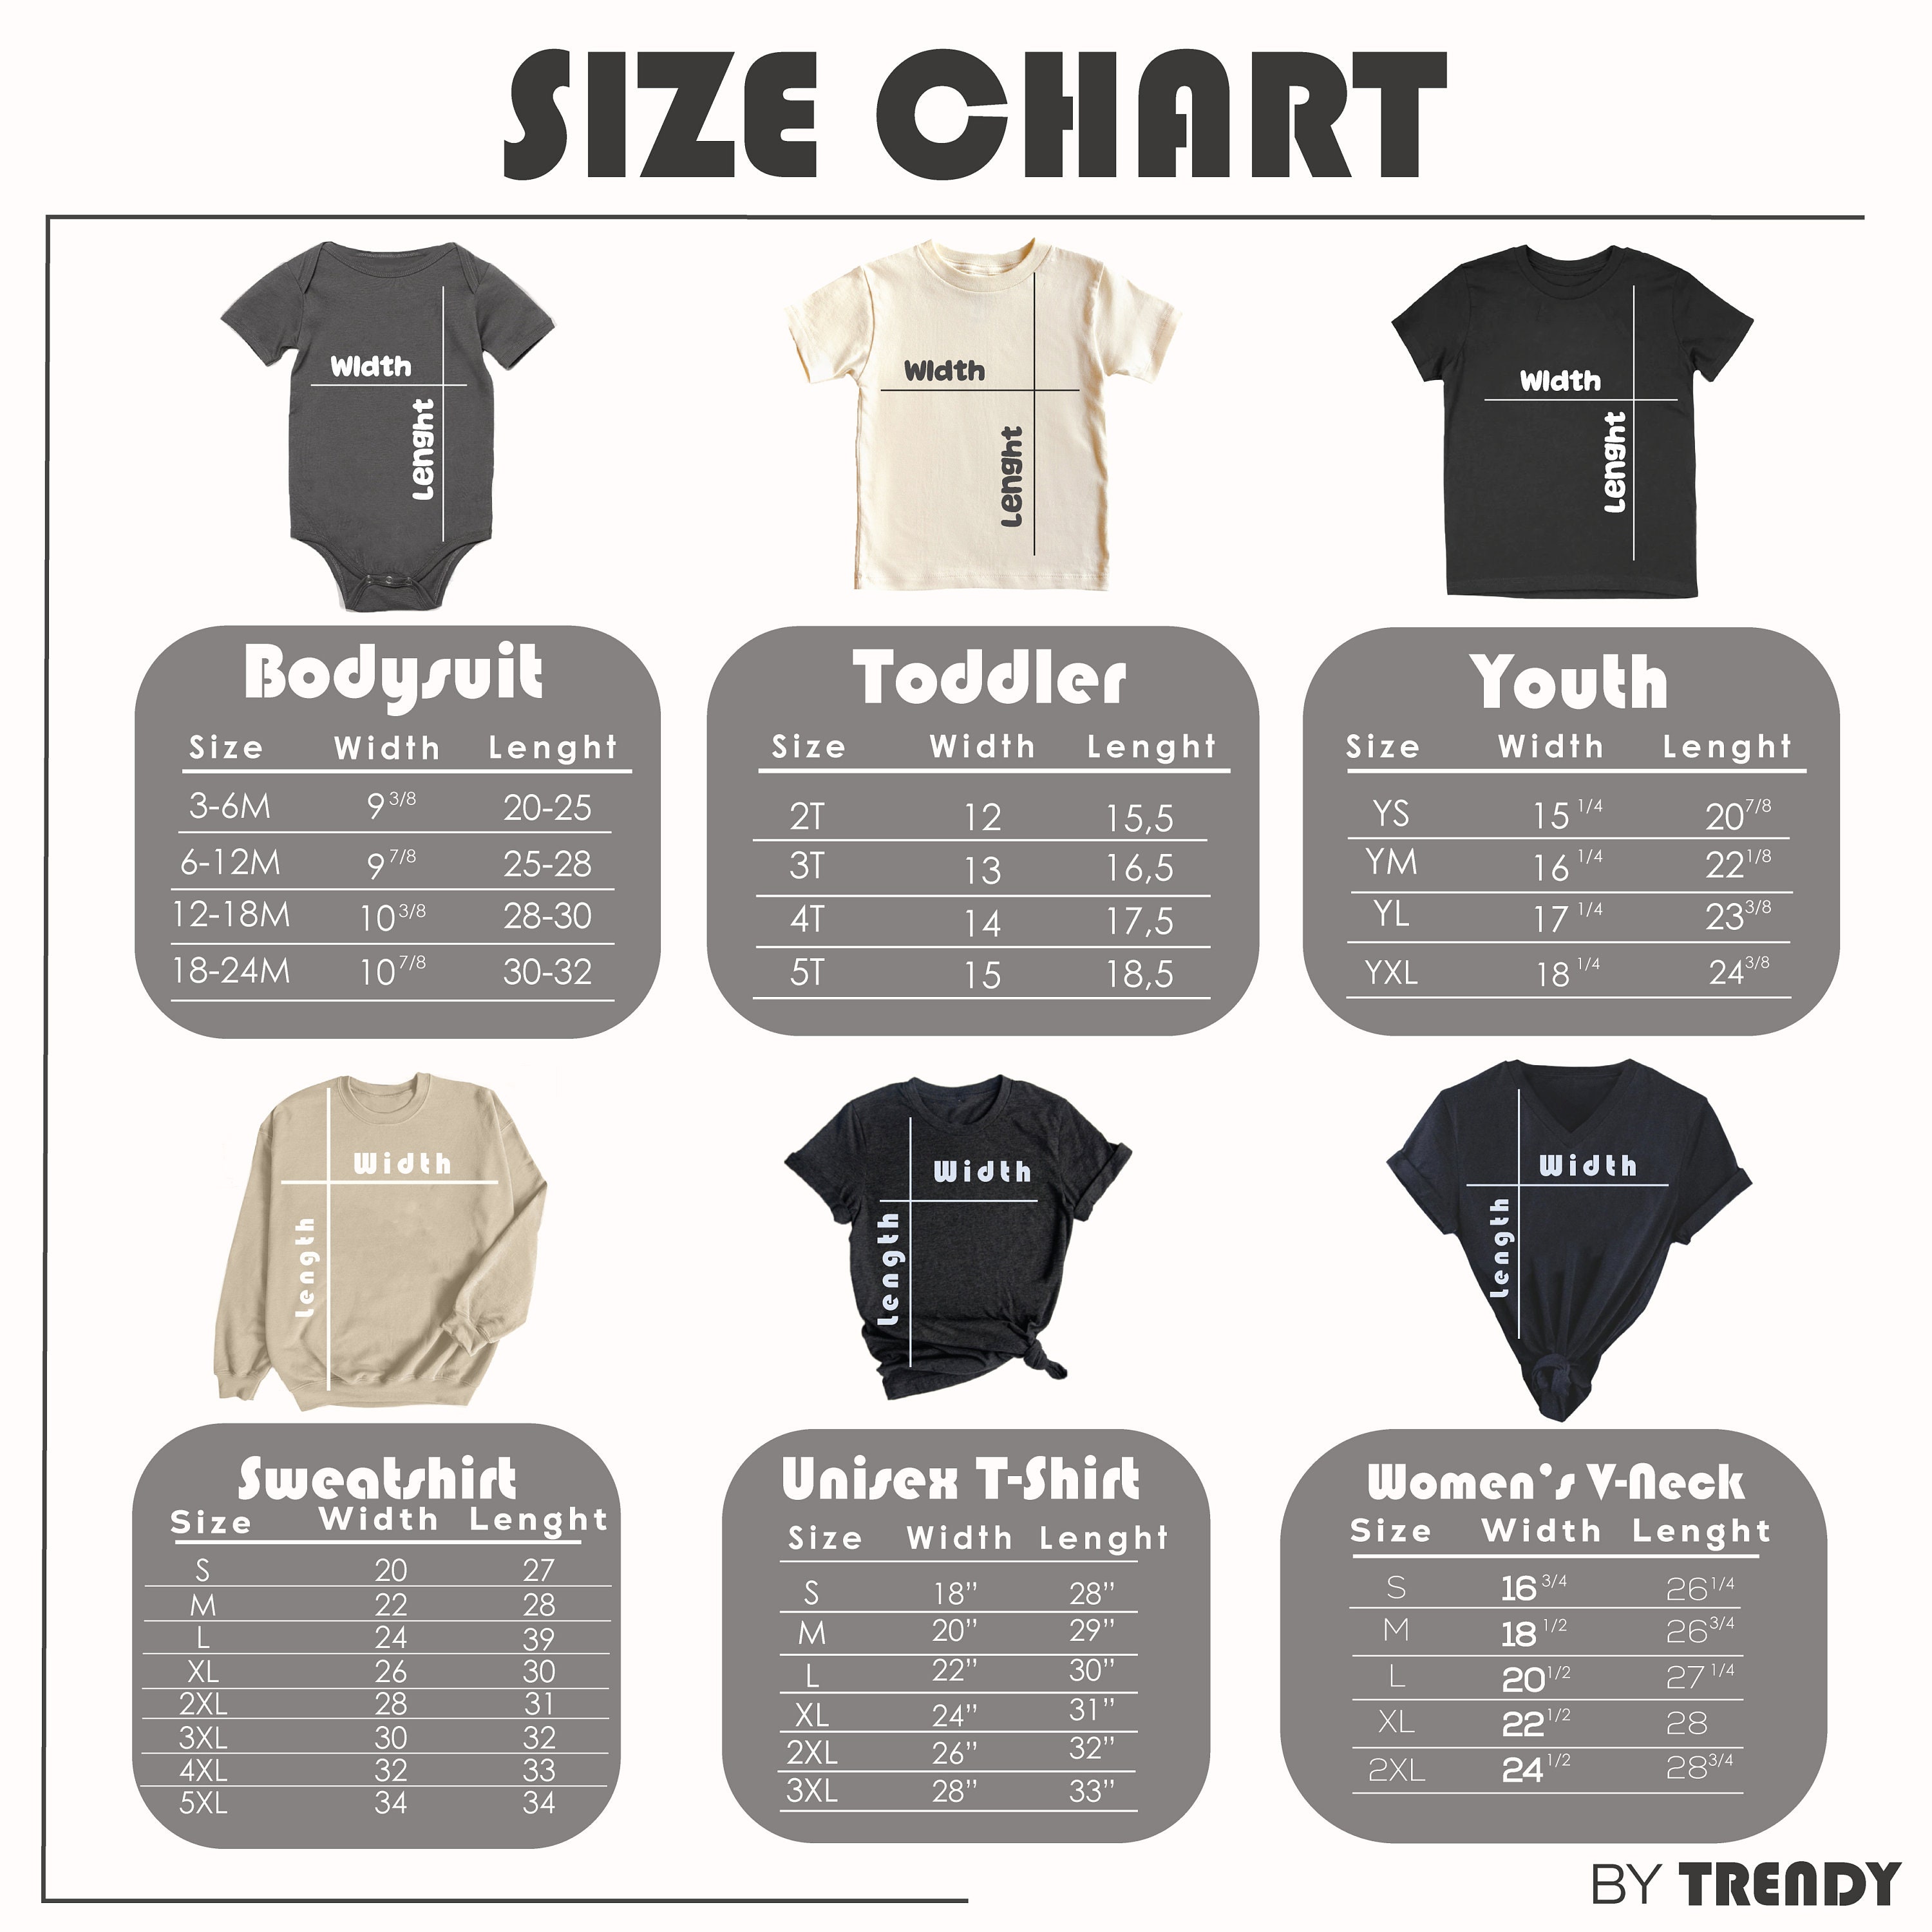 SIZE CHART
WIdth
Lenght
WIdth
Lenght
WIdth
Lenght
Bodysuit
Size Width Lenght
3-6M 9 3/8 20-25
6-12M 9 7/8 25-28
12-18M 10 3/8 28-30
18-24M 10 7/8 30-32
Toddler
Size Width Lenght
2T 12 15,5
3T 13 16,5
4T 14 17,5
5T 15 18,5
Youth
Size Width Lenght
YS 15 1/4 20 7/8
YM 16 1/4 22 1/8
YL 17 1/4 23 3/8
YXL 18 1/4 24 3/8
Width
Length
Width
Length
Width
Length
Sweatshirt
Size Width Lenght
S 20 27
M 22 28
L 24 39
XL 26 30
2XL 28 31
3XL 30 32
4XL 32 33
5XL 34 34
Unisex T-Shirt
Size Width Lenght
S 18” 28”
M 20” 29”
L 22” 30”
XL 24” 31”
2XL 26” 32”
3XL 28” 33”
Women’s V-Neck
Size Width Lenght
S 16 3/4 26 1/4
M 18 1/2 26 3/4
L 20 1/2 27 1/4
XL 22 1/2 28
2XL 24 1/2 28 3/4
BY TRENDY